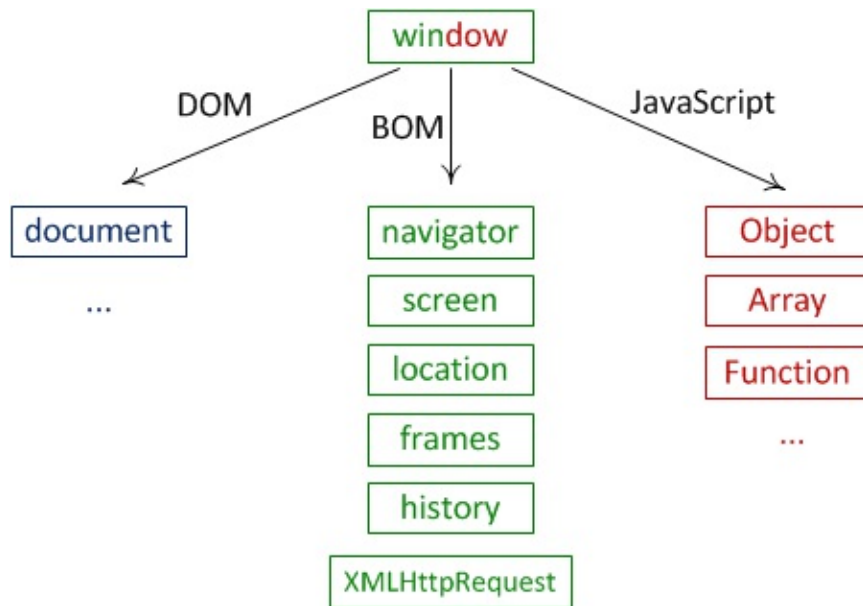 window
DOM
BOM
JavaScript
document
navigator
Object
...
screen
Array
location
Function
frames
...
history
XMLHttpRequest